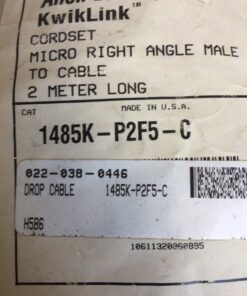 KwikLink™
CORDSET
MICRO RIGHT ANGLE MALE
TO CABLE
2 METER LONG
CAT MADE IN U.S.A.
1485K-P2F5-C
022-038-0446
DROP CABLE 1485K-P2F5-C
H5B6
10611320060895